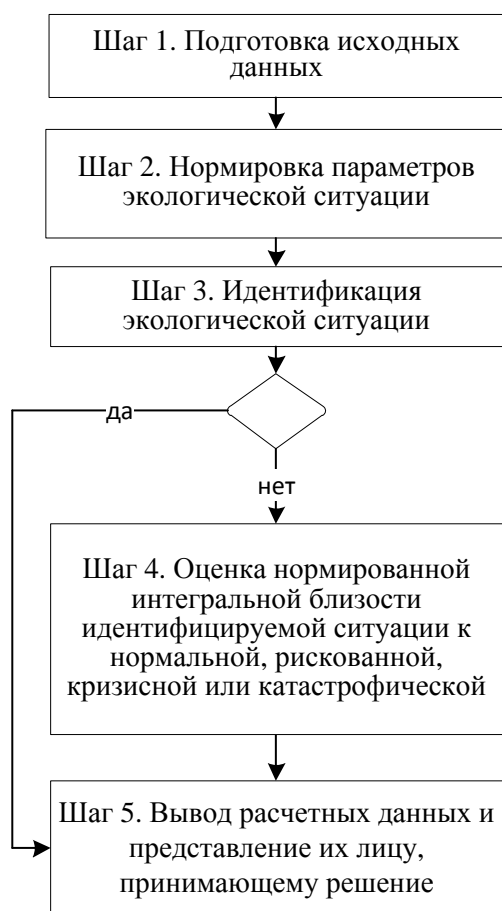 Шаг 1. Подготовка исходных
данных
Шаг 2. Нормировка параметров
экологической ситуации
Шаг 3. Идентификация
экологической ситуации
да
нет
Шаг 4. Оценка нормированной
интегральной близости
идентифицируемой ситуации к
нормальной, рискованной,
кризисной или катастрофической
Шаг 5. Вывод расчетных данных и
представление их лицу,
принимающему решение